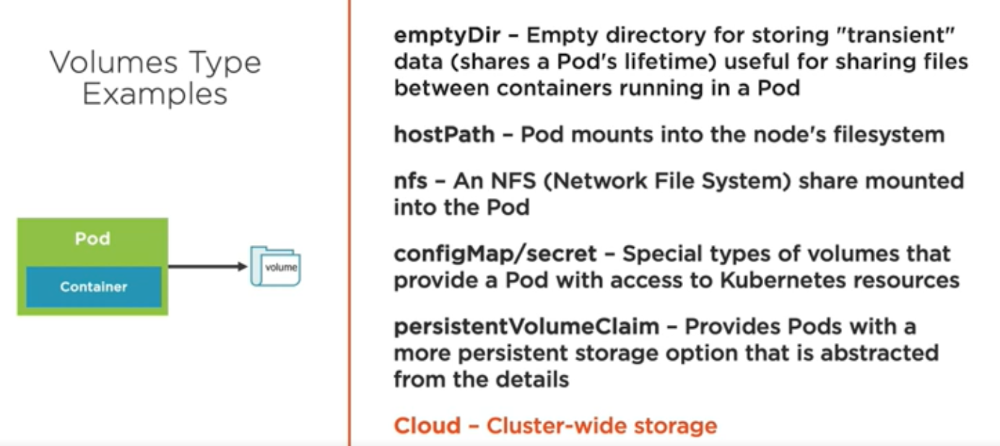 Volumes Type
Examples
Pod
Container
volume
emptyDir – Empty directory for storing "transient"
data (shares a Pod's lifetime) useful for sharing files
between containers running in a Pod
hostPath – Pod mounts into the node's filesystem
nfs – An NFS (Network File System) share mounted
into the Pod
configMap/secret – Special types of volumes that
provide a Pod with access to Kubernetes resources
persistentVolumeClaim – Provides Pods with a
more persistent storage option that is abstracted
from the details
Cloud – Cluster-wide storage